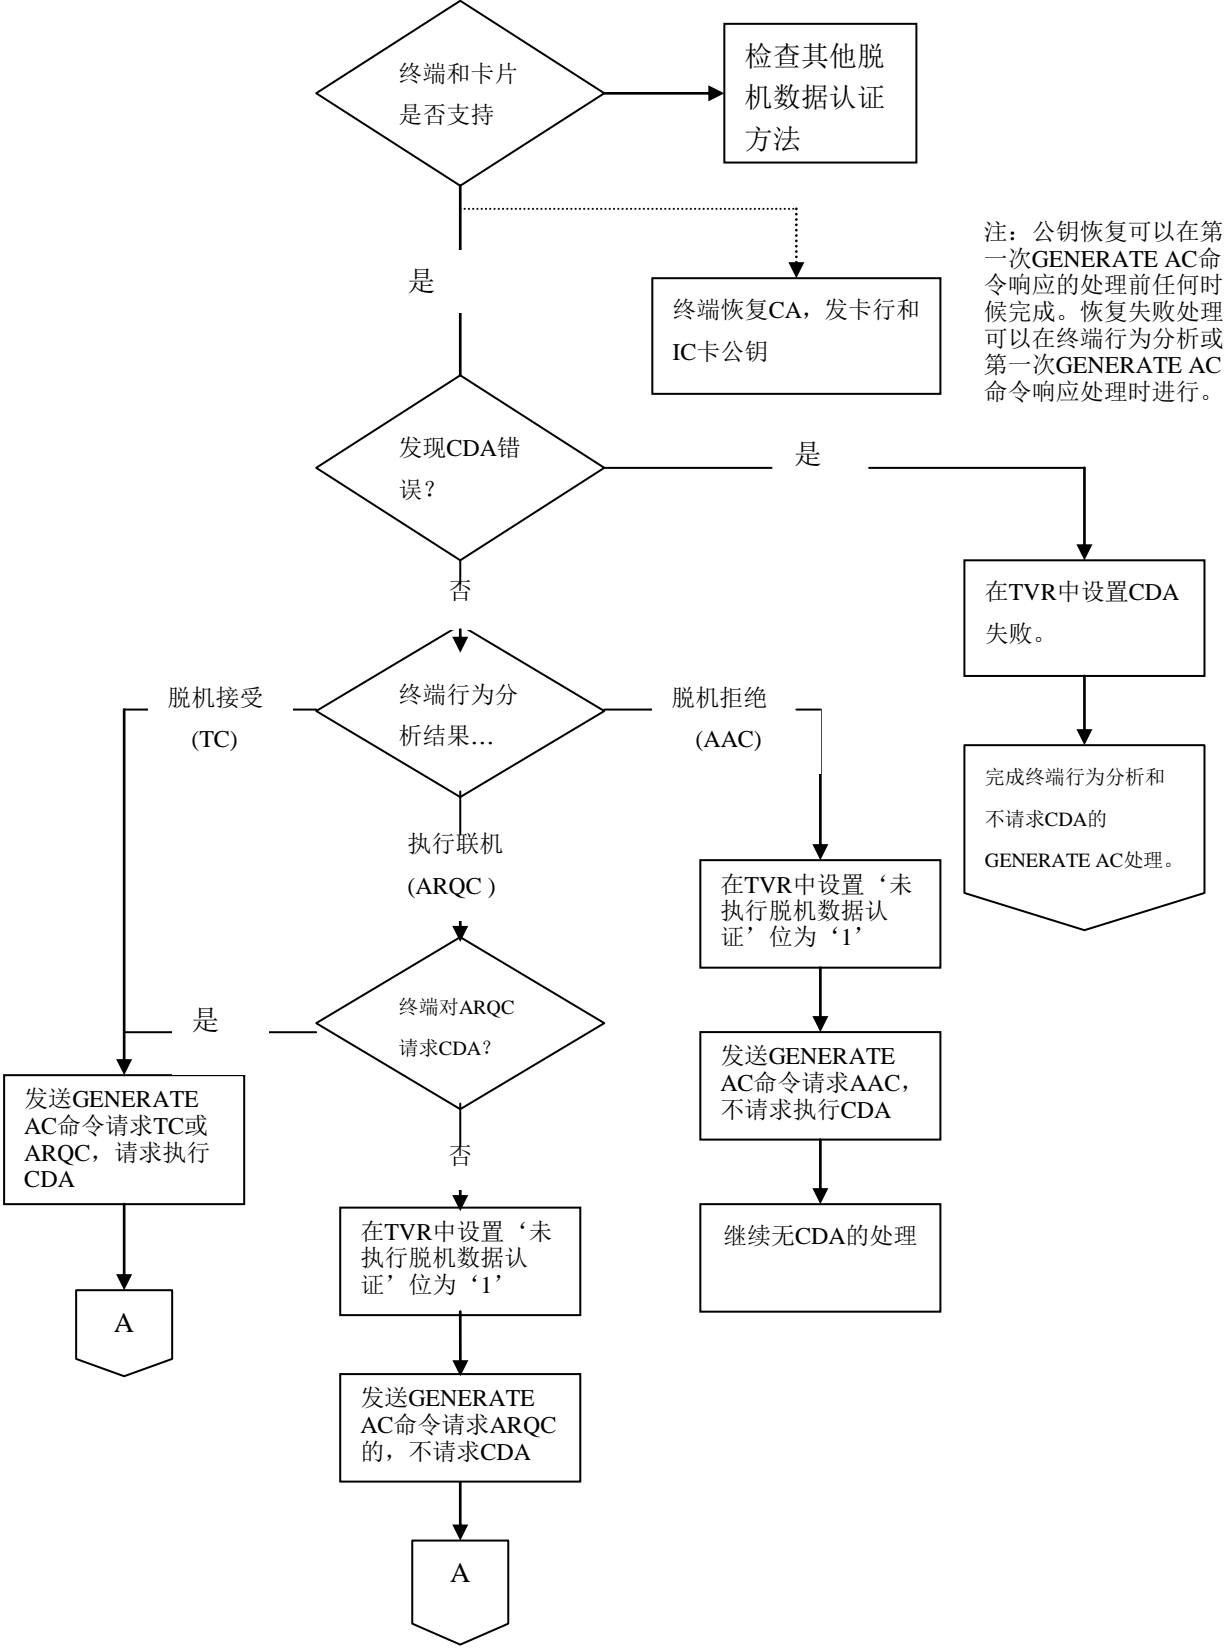 终端和卡片
是否支持
检查其他脱
机数据认证
方法
是
终端恢复CA，发卡行和
IC卡公钥
注：公钥恢复可以在第
一次GENERATE AC命
令响应的处理前任何时
候完成。恢复失败处理
可以在终端行为分析或
第一次GENERATE AC
命令响应处理时进行。
发现CDA错
误？
是
否
在TVR中设置CDA
失败。
终端行为分
析结果…
脱机接受
(TC)
脱机拒绝
(AAC)
执行联机
(ARQC )
完成终端行为分析和
不请求CDA的
GENERATE AC处理。
在TVR中设置‘未
执行脱机数据认
证’位为‘1’
终端对ARQC
请求CDA？
是
发送GENERATE
AC命令请求TC或
ARQC，请求执行
CDA
发送GENERATE
AC命令请求AAC，
不请求执行CDA
否
在TVR中设置‘未
执行脱机数据认
证’位为‘1’
继续无CDA的处理
A
发送GENERATE
AC命令请求ARQC
的，不请求CDA
A